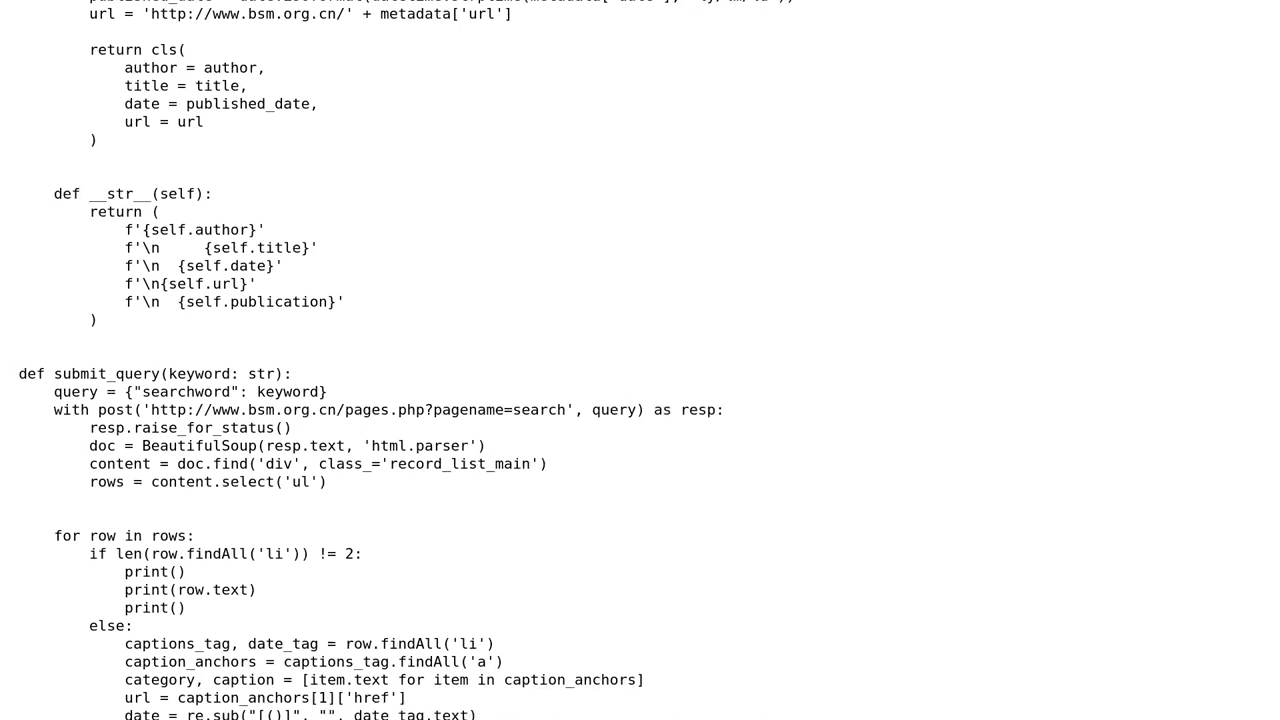 url = 'http://www.bsm.org.cn/' + metadata['url']
return cls(
author = author,
title = title,
date = published_date,
url = url
)
def __str__(self):
return (
f'{self.author}'
f'\n     {self.title}'
f'\n  {self.date}'
f'\n{self.url}'
f'\n  {self.publication}'
)
def submit_query(keyword: str):
query = {"searchword": keyword}
with post('http://www.bsm.org.cn/pages.php?pagename=search', query) as resp:
resp.raise_for_status()
doc = BeautifulSoup(resp.text, 'html.parser')
content = doc.find('div', class_='record_list_main')
rows = content.select('ul')
for row in rows:
if len(row.findAll('li')) != 2:
print()
print(row.text)
print()
else:
captions_tag, date_tag = row.findAll('li')
caption_anchors = captions_tag.findAll('a')
category, caption = [item.text for item in caption_anchors]
url = caption_anchors[1]['href']
date = re.sub("[()]", "", date_tag.text)